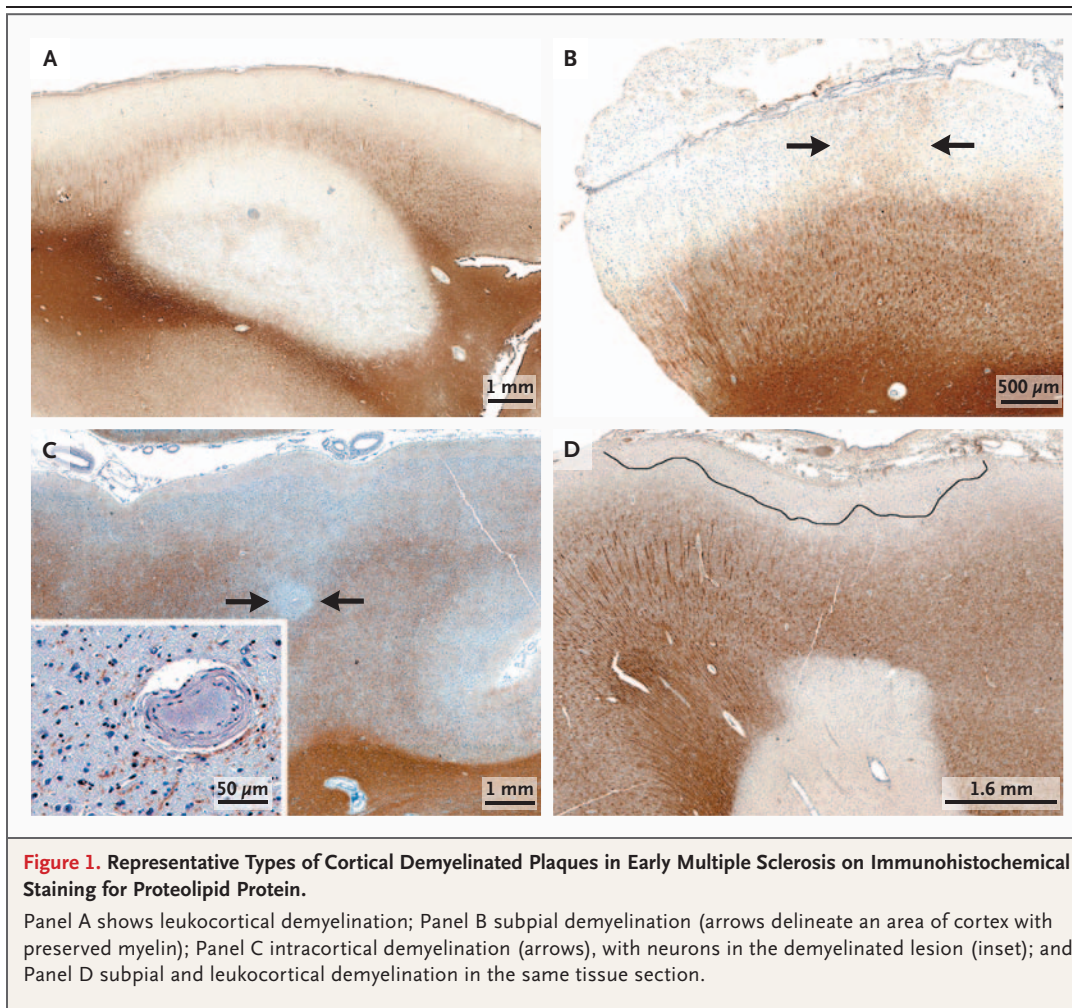 A
B
1 mm
500 µm
C
D
50 µm
1 mm
1.6 mm
Figure 1. Representative Types of Cortical Demyelinated Plaques in Early Multiple Sclerosis on Immunohistochemical
Staining for Proteolipid Protein.
Panel A shows leukocortical demyelination; Panel B subpial demyelination (arrows delineate an area of cortex with
preserved myelin); Panel C intracortical demyelination (arrows), with neurons in the demyelinated lesion (inset); and
Panel D subpial and leukocortical demyelination in the same tissue section.